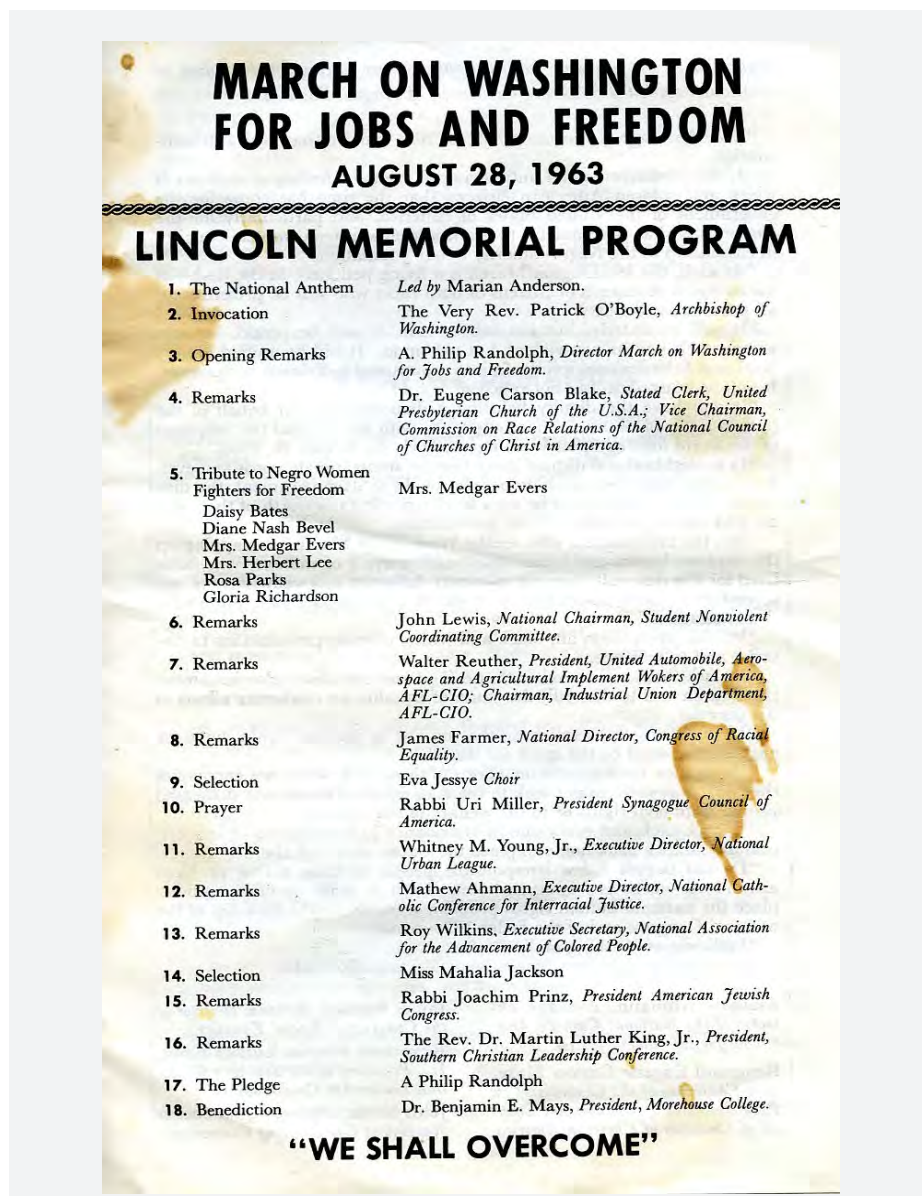 MARCH ON WASHINGTON
FOR JOBS AND FREEDOM
AUGUST 28, 1963
LINCOLN MEMORIAL PROGRAM
1. The National Anthem Led by Marian Anderson.
2. Invocation The Very Rev. Patrick O'Boyle, Archbishop of
Washington.
3. Opening Remarks A. Philip Randolph, Director March on Washington
for Jobs and Freedom.
4. Remarks Dr. Eugene Carson Blake, Stated Clerk, United
Presbyterian Church of the U.S.A.; Vice Chairman,
Commission on Race Relations of the National Council
of Churches of Christ in America.
5. Tribute to Negro Women
Fighters for Freedom Mrs. Medgar Evers
Daisy Bates
Diane Nash Bevel
Mrs. Medgar Evers
Mrs. Herbert Lee
Rosa Parks
Gloria Richardson
6. Remarks John Lewis, National Chairman, Student Nonviolent
Coordinating Committee.
7. Remarks Walter Reuther, President, United Automobile, Aero-
space and Agricultural Implement Wokers of America,
AFL-CIO; Chairman, Industrial Union Department,
AFL-CIO.
8. Remarks James Farmer, National Director, Congress of Racial
Equality.
9. Selection Eva Jessye Choir
10. Prayer Rabbi Uri Miller, President Synagogue Council of
America.
11. Remarks Whitney M. Young, Jr., Executive Director, National
Urban League.
12. Remarks Mathew Ahmann, Executive Director, National Cath-
olic Conference for Interracial Justice.
13. Remarks Roy Wilkins, Executive Secretary, National Association
for the Advancement of Colored People.
14. Selection Miss Mahalia Jackson
15. Remarks Rabbi Joachim Prinz, President American Jewish
Congress.
16. Remarks The Rev. Dr. Martin Luther King, Jr., President,
Southern Christian Leadership Conference.
17. The Pledge A Philip Randolph
18. Benediction Dr. Benjamin E. Mays, President, Morehouse College.
"WE SHALL OVERCOME"